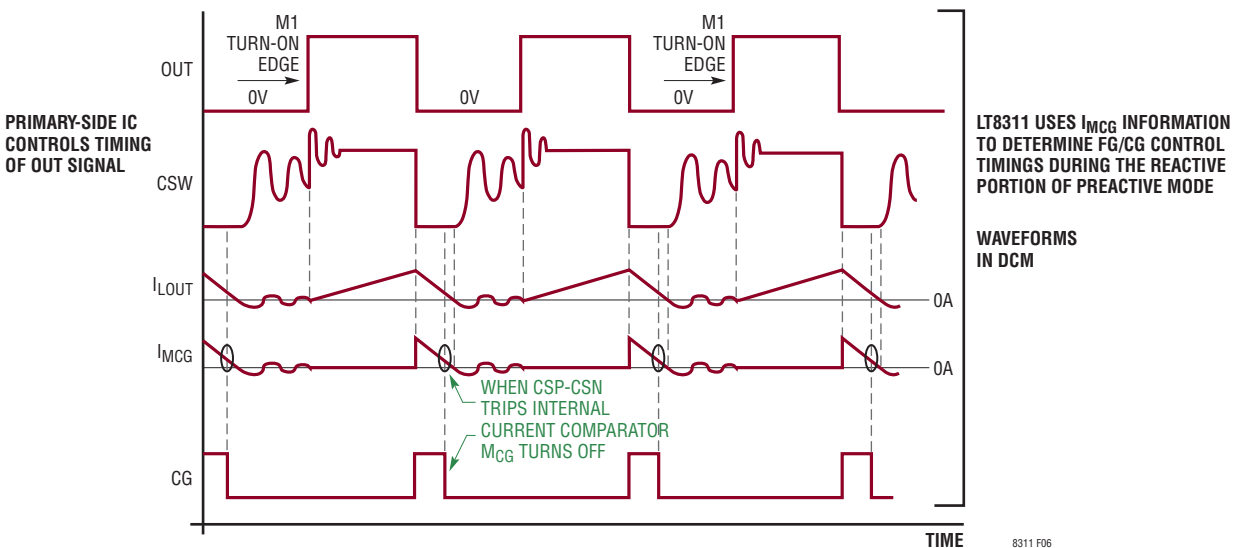 M1
TURN-ON
EDGE
M1
TURN-ON
EDGE
OUT
0V
0V
0V
PRIMARY-SIDE IC
CONTROLS TIMING
OF OUT SIGNAL
LT8311 USES IMCG INFORMATION
TO DETERMINE FG/CG CONTROL
TIMINGS DURING THE REACTIVE
PORTION OF PREACTIVE MODE
CSW
WAVEFORMS
IN DCM
ILOUT
0A
IMCG
0A
WHEN CSP-CSN
TRIPS INTERNAL
CURRENT COMPARATOR
MCG TURNS OFF
CG
TIME
8311 F06